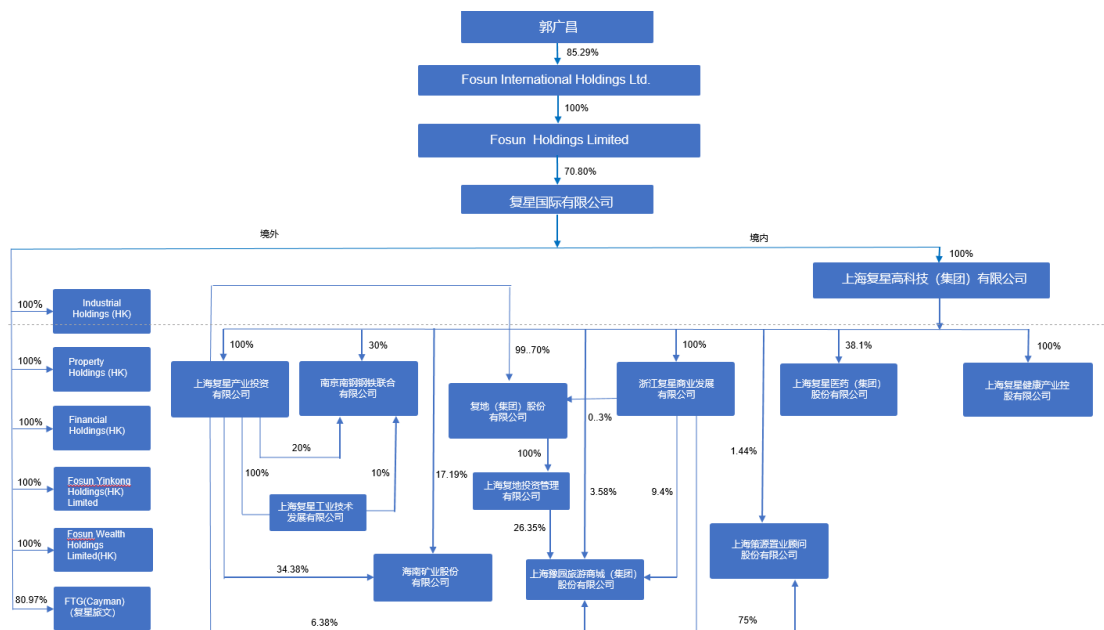 郭广昌
85.29%
Fosun International Holdings Ltd.
100%
Fosun Holdings Limited
70.80%
复星国际有限公司
境外
境内
100%
上海复星高科技（集团）有限公司
100%
Industrial
Holdings (HK)
100%
30%
99..70%
100%
38.1%
100%
100%
Property
Holdings (HK)
上海复星产业投资
有限公司
南京南钢钢铁联合
有限公司
复地（集团）股份
有限公司
浙江复星商业发展
有限公司
上海复星医药（集团）
股份有限公司
上海复星健康产业控
股有限公司
0..3%
100%
Financial
Holdings(HK)
20%
100%
10%
17.19%
100%
1.44%
100%
Fosun Yinkong
Holdings(HK)
Limited
上海复星工业技术
发展有限公司
上海复地投资管理
有限公司
3.58%
9.4%
26.35%
100%
Fosun Wealth
Holdings
Limited(HK)
上海策源置业顾问
股份有限公司
34.38%
海南矿业股份
有限公司
上海豫园旅游商城（集团）
股份有限公司
80.97%
FTG(Cayman)
（复星旅文）
6.38%
75%